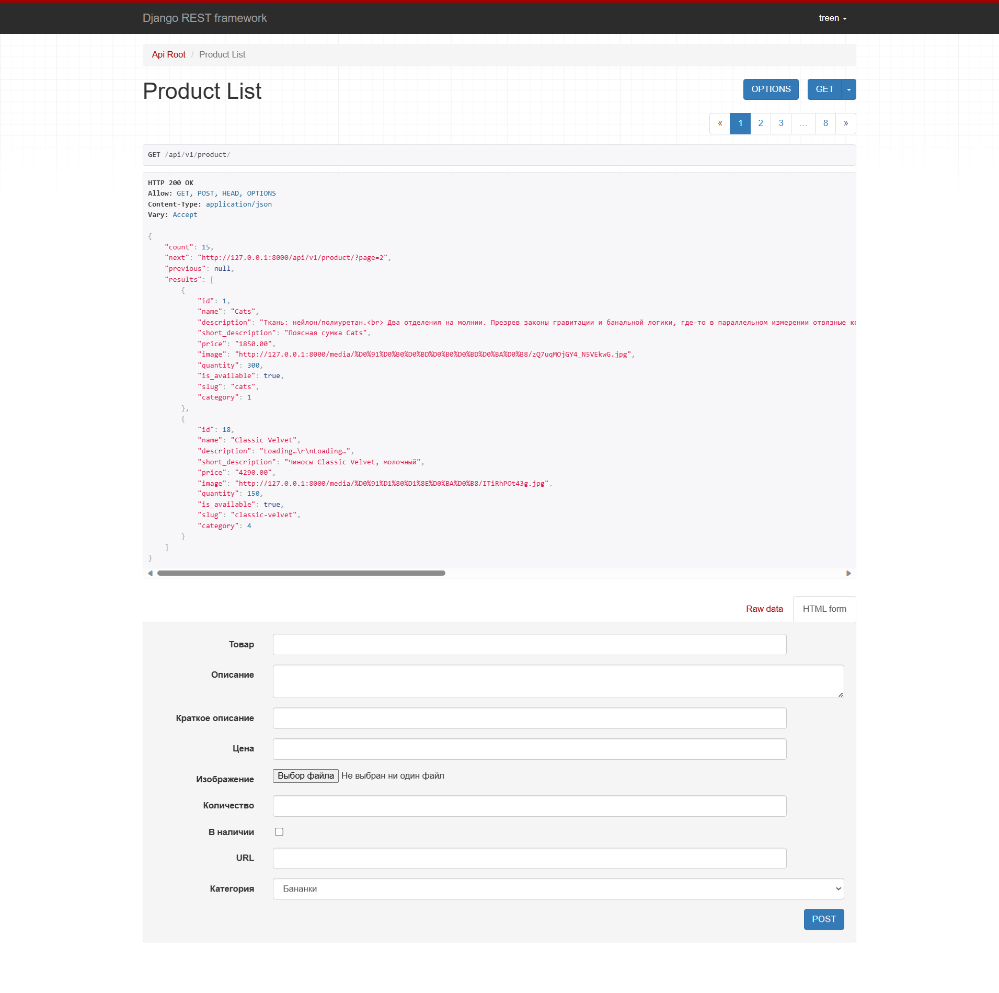 Django REST framework
treen
Api Root / Product List
Product List
OPTIONS
GET
« 1 2 3 … 8 »
GET /api/v1/product/
HTTP 200 OK
Allow: GET, POST, HEAD, OPTIONS
Content-Type: application/json
Vary: Accept
{
"count": 15,
"next": "http://127.0.0.1:8000/api/v1/product/?page=2",
"previous": null,
"results": [
{
"id": 1,
"name": "Cats",
"description": "Ткань: нейлон/полиуретан.<br> Два отделения на молнии. Презрев законы гравитации и банальной логики, где-то в параллельном измерении отвязные
"short_description": "Поясная сумка Cats",
"price": "1850.00",
"image": "http://127.0.0.1:8000/media/%D0%91%D0%B0%D0%BD%D0%B0%D0%BD%D0%BA%D0%B8/zQ7uqMOjGY4_N5VEkwG.jpg",
"quantity": 300,
"is_available": true,
"slug": "cats",
"category": 1
},
{
"id": 18,
"name": "Classic Velvet",
"description": "Loading…\r\nLoading…",
"short_description": "Чиносы Classic Velvet, молочный",
"price": "4290.00",
"image": "http://127.0.0.1:8000/media/%D0%91%D1%80%D1%8E%D0%BA%D0%B8/ITiRhPOt43g.jpg",
"quantity": 150,
"is_available": true,
"slug": "classic-velvet",
"category": 4
}
]
}
Raw data
HTML form
Товар
Описание
Краткое описание
Цена
Изображение Выбор файла Не выбран ни один файл
Количество
В наличии
URL
Категория Бананки
POST